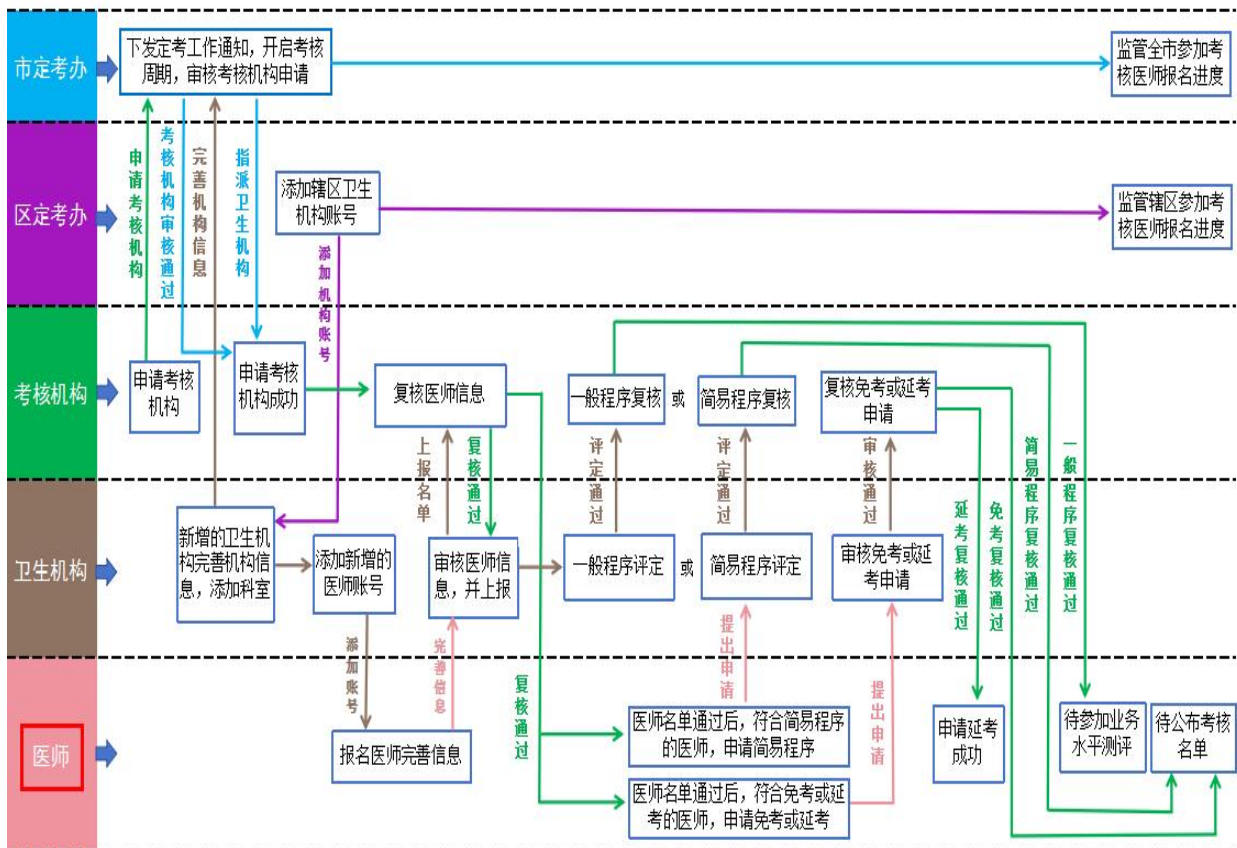 市定考办
下发定考工作通知，开启考核
周期，审核考核机构申请
监管全市参加考
核医师报名进度
申请考核机构
考核机构审核通过
完善机构信息
指派卫生机构
区定考办
添加辖区卫生
机构账号
监管辖区参加考
核医师报名进度
添加机构账号
考核机构
申请考核
机构
申请考核
机构成功
复核医师信息
一般程序复核
或
简易程序复核
复核免考或延考
申请
上报名单
复核通过
评定通过
评定通过
审核通过
延考复核通过
免考复核通过
简易程序复核通过
一般程序复核通过
卫生机构
新增的卫生机
构完善机构信
息，添加科室
添加新增的
医师账号
审核医师信
息，并上报
一般程序评定
或
简易程序评定
审核免考或延
考申请
添加账号
完善信息
复核通过
提出申请
提出申请
医师
报名医师完善信息
医师名单通过后，符合简易程序
的医师，申请简易程序
医师名单通过后，符合免考或延
考的医师，申请免考或延考
申请延考
成功
待参加业务
水平测评
待公布考核
名单